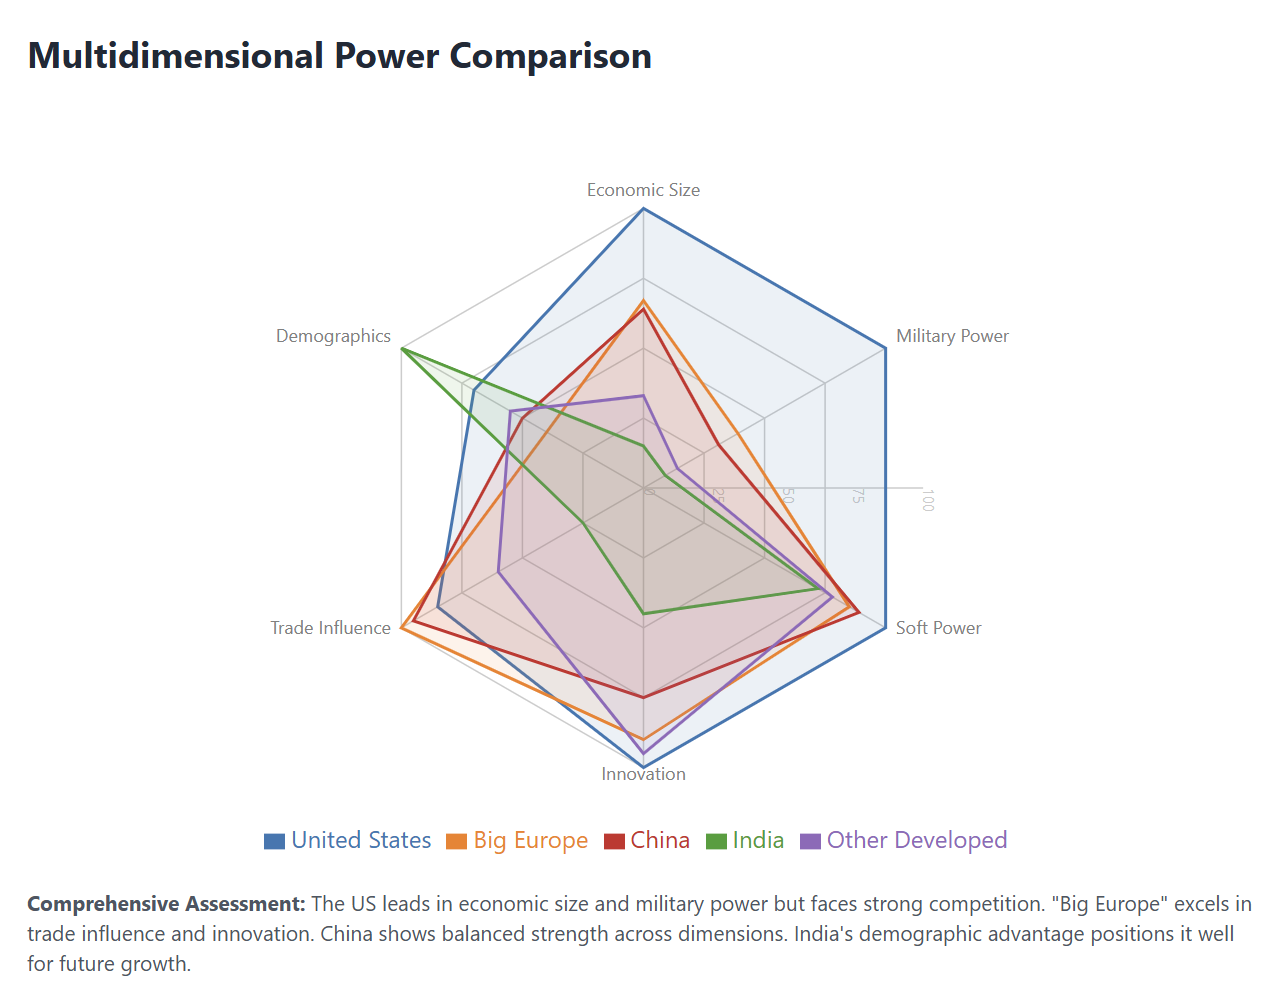 Multidimensional Power Comparison
Economic Size
Demographics
Military Power
0
25
50
75
100
Trade Influence
Soft Power
Innovation
United States
Big Europe
China
India
Other Developed
Comprehensive Assessment: The US leads in economic size and military power but faces strong competition. "Big Europe" excels in
trade influence and innovation. China shows balanced strength across dimensions. India's demographic advantage positions it well
for future growth.